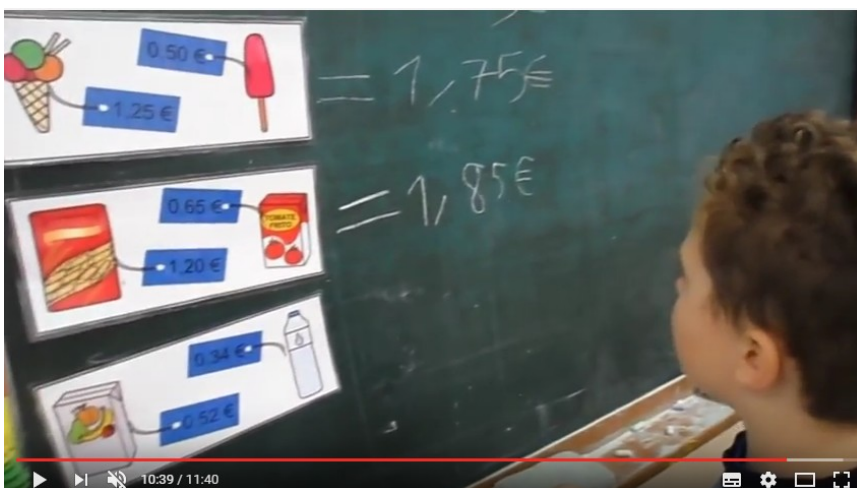 0.50 €
1,25 €
= 1,75€
0.65 €
TOMATE
FRITO
1,20 €
= 1,85€
0.34 €
0.52 €
10:39 / 11:40